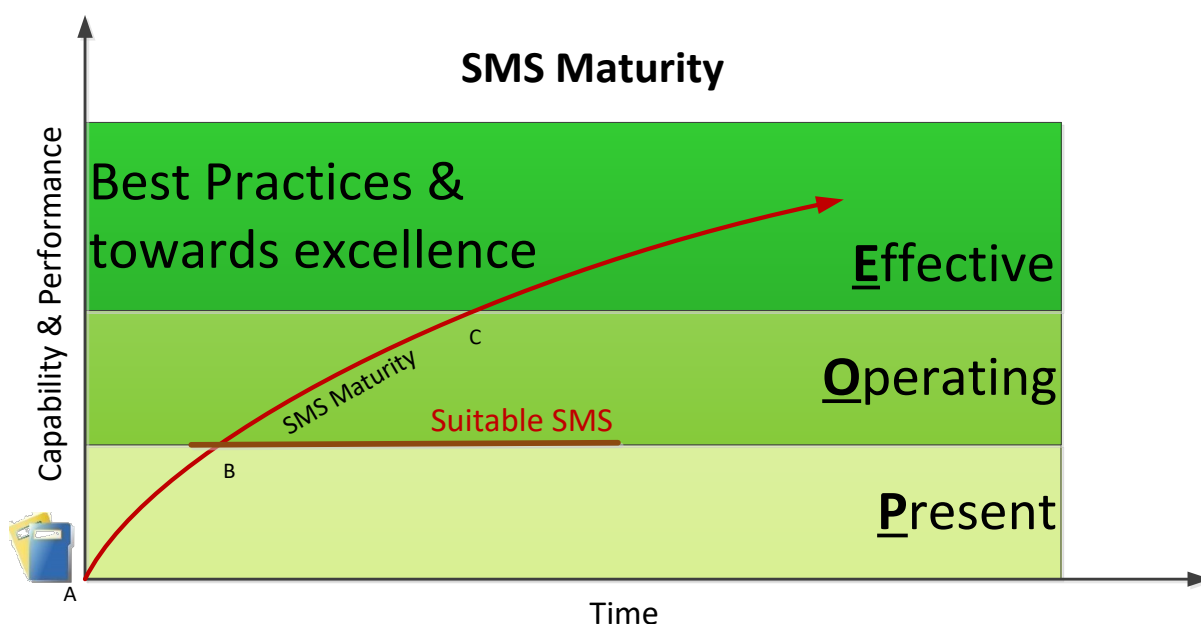 SMS Maturity
Capability & Performance
Best Practices &
towards excellence
Effective
C
Operating
SMS Maturity
Suitable SMS
B
Present
A
Time